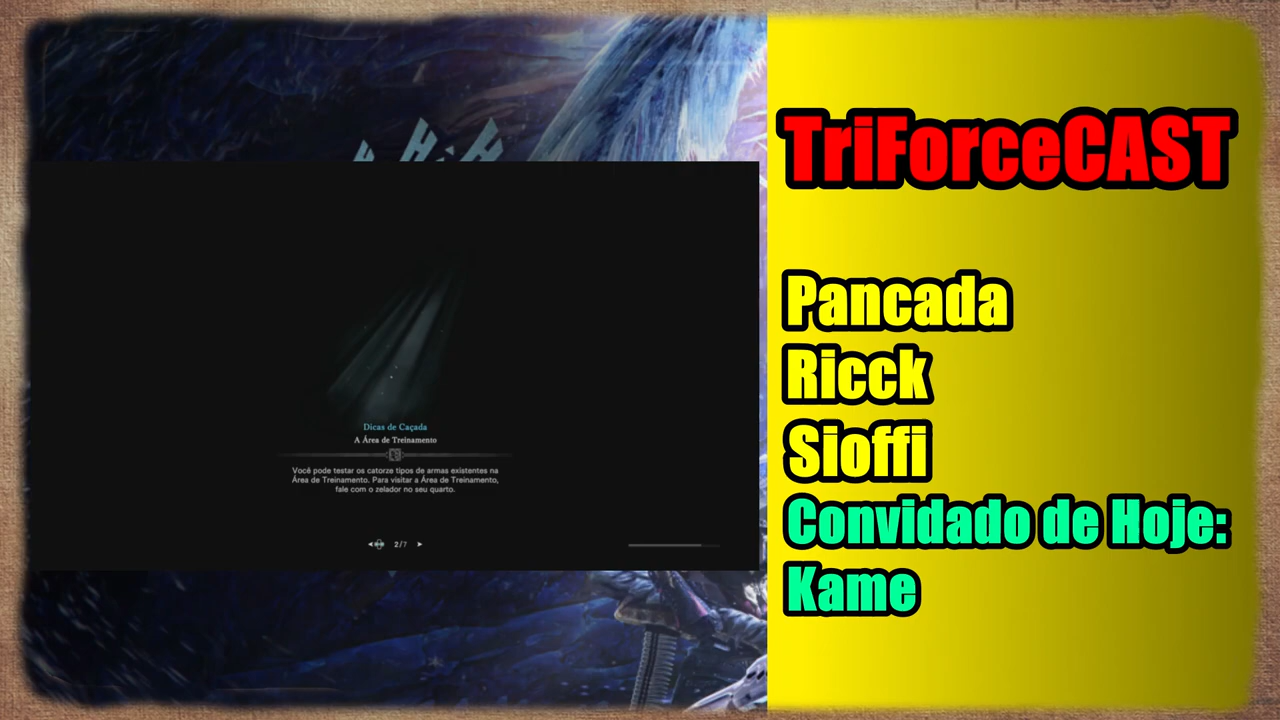 TriForceCAST
Pancada
Ricck
Sioffi
Convidado de Hoje:
Kame
Dicas de Caçada
A Área de Treinamento
Você pode testar os catorze tipos de armas existentes na
Área de Treinamento. Para visitar a Área de Treinamento,
fale com o zelador no seu quarto.
2/7